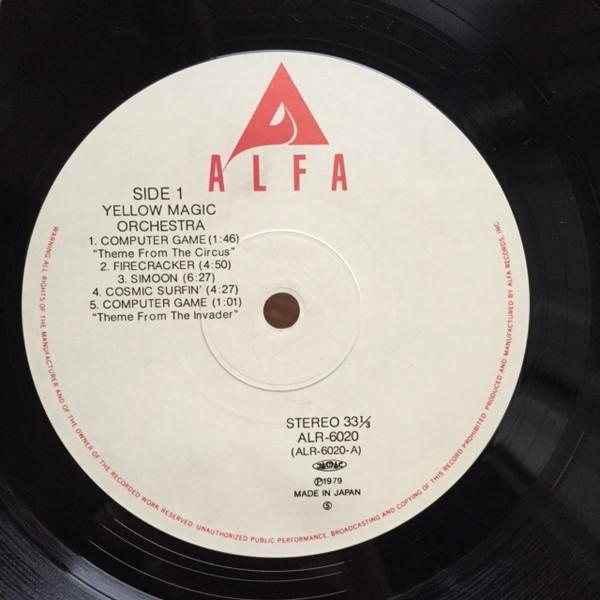 ALFA
SIDE 1
YELLOW MAGIC
ORCHESTRA
1. COMPUTER GAME (1:46)
"Theme From The Circus"
2. FIRECRACKER (4:50)
3. SIMOON (6:27)
4. COSMIC SURFIN' (4:27)
5. COMPUTER GAME (1:01)
"Theme From The Invader"
STEREO 33⅓
ALR-6020
(ALR-6020-A)
℗1979
MADE IN JAPAN
Ⓢ
WARNING: ALL RIGHTS OF THE MANUFACTURER AND OF THE OWNER OF THE RECORDED WORK RESERVED. UNAUTHORIZED PUBLIC PERFORMANCE, BROADCASTING AND COPYING OF THIS RECORD PROHIBITED. PRODUCED AND MANUFACTURED BY ALFA RECORDS, INC.